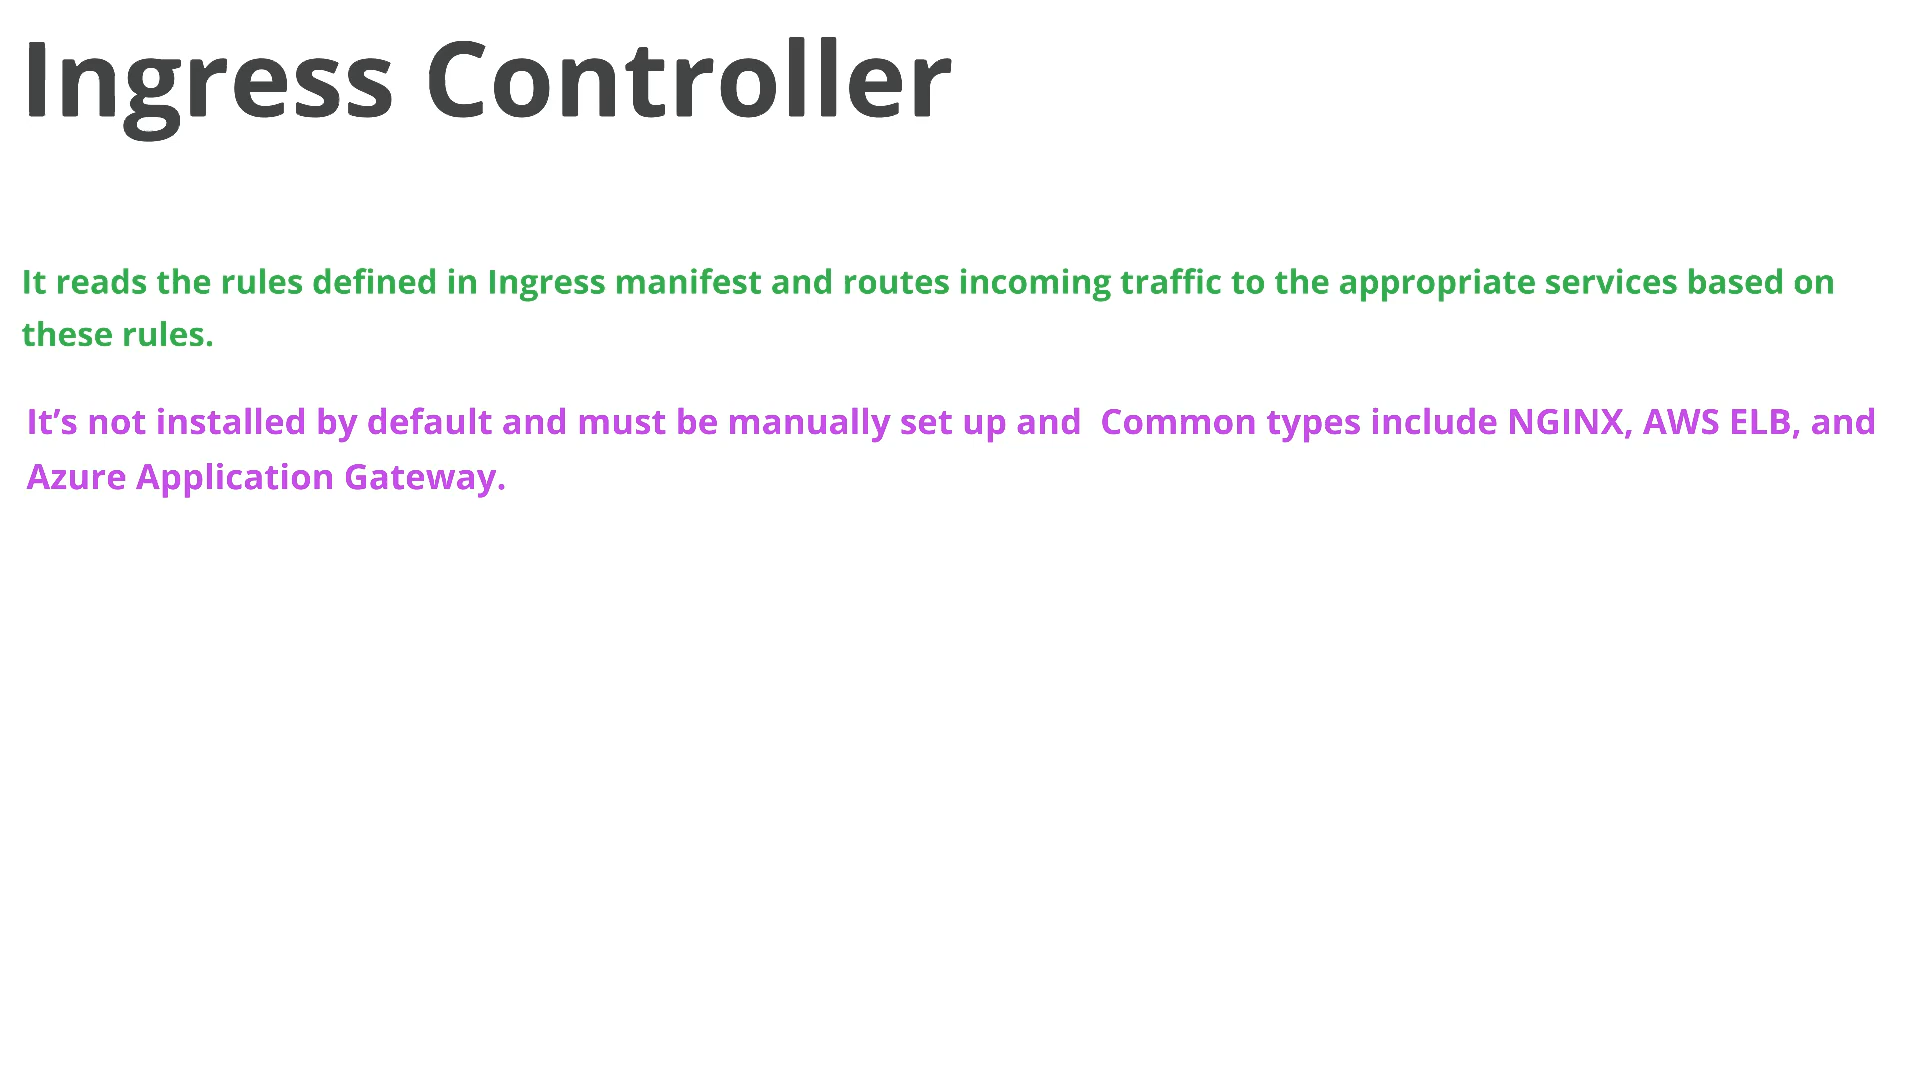 Ingress Controller
It reads the rules defined in Ingress manifest and routes incoming traffic to the appropriate services based on
these rules.
It’s not installed by default and must be manually set up and  Common types include NGINX, AWS ELB, and
Azure Application Gateway.